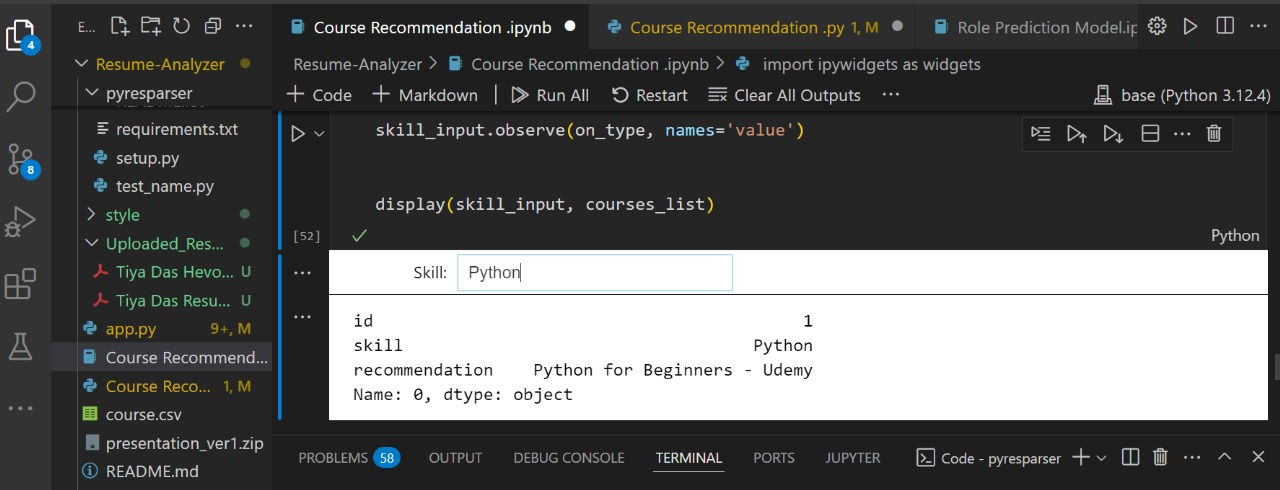 E...
Course Recommendation .ipynb
Course Recommendation .py 1, M
Role Prediction Model.ip
4
Resume-Analyzer
Resume-Analyzer > Course Recommendation .ipynb > import ipywidgets as widgets
pyresparser
+ Code + Markdown | Run All Restart Clear All Outputs ... base (Python 3.12.4)
requirements.txt
setup.py
test_name.py
style
Uploaded_Res...
Tiya Das Hevo... U
Tiya Das Resu... U
app.py 9+, M
Course Recommend...
Course Reco... 1, M
course.csv
presentation_ver1.zip
README.md
8
skill_input.observe(on_type, names='value')
display(skill_input, courses_list)
[52]
Python
Skill: Python
id 1
skill Python
recommendation Python for Beginners - Udemy
Name: 0, dtype: object
PROBLEMS 58 OUTPUT DEBUG CONSOLE TERMINAL PORTS JUPYTER Code - pyresparser